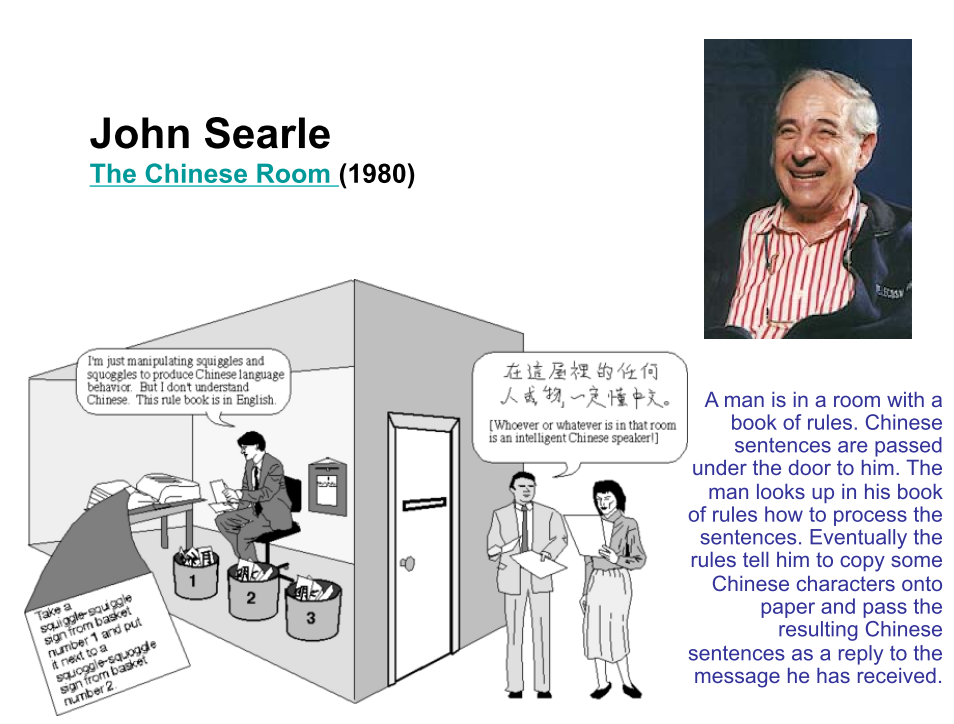 John Searle
The Chinese Room (1980)
I'm just manipulating squiggles and
squoggles to produce Chinese language
behavior. But I don't understand
Chinese. This rule book is in English.
在這屋裡的任何
人或物，一定懂中文。
[Whoever or whatever is in that room
is an intelligent Chinese speaker!]
A man is in a room with a
book of rules. Chinese
sentences are passed
under the door to him. The
man looks up in his book
of rules how to process the
sentences. Eventually the
rules tell him to copy some
Chinese characters onto
paper and pass the
resulting Chinese
sentences as a reply to the
message he has received.
1
2
3
Take a
squiggle-squiggle
sign from basket
number 1 and put
it next to a
squoggle-squoggle
sign from basket
number 2.